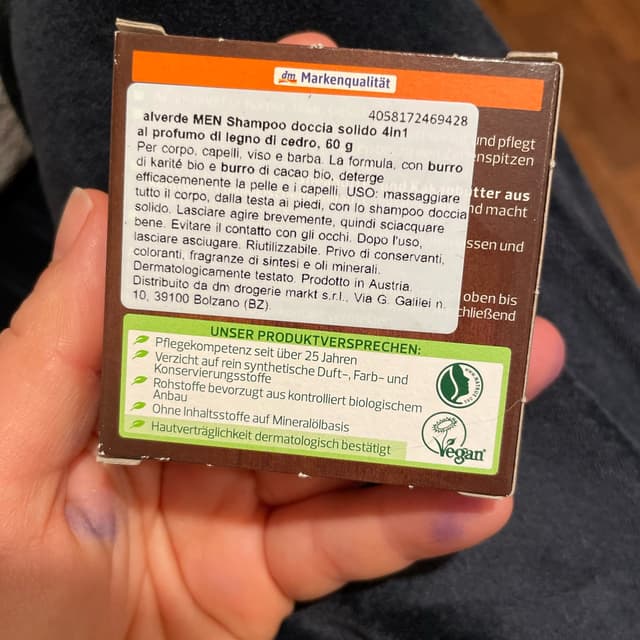 dm Markenqualität
4058172469428
alverde MEN Shampoo doccia solido 4in1
al profumo di legno di cedro, 60 g
Per corpo, capelli, viso e barba. La formula, con burro
di karité bio e burro di cacao bio, deterge
efficacemenente la pelle e i capelli. USO: massaggiare
tutto il corpo, dalla testa ai piedi, con lo shampoo doccia
solido. Lasciare agire brevemente, quindi sciacquare
bene. Evitare il contatto con gli occhi. Dopo l'uso,
lasciare asciugare. Riutilizzabile. Privo di conservanti,
coloranti, fragranze di sintesi e oli minerali.
Dermatologicamente testato. Prodotto in Austria.
Distribuito da dm drogerie markt s.r.l., Via G. Galilei n.
10, 39100 Bolzano (BZ).
und pflegt
enspitzen
butter aus
nd macht
ssen und
oben bis
chließend
UNSER PRODUKTVERSPRECHEN:
Pflegekompetenz seit über 25 Jahren
Verzicht auf rein synthetische Duft-, Farb- und
Konservierungsstoffe
Rohstoffe bevorzugt aus kontrolliert biologischem
Anbau
Ohne Inhaltsstoffe auf Mineralölbasis
Hautverträglichkeit dermatologisch bestätigt
Vegan